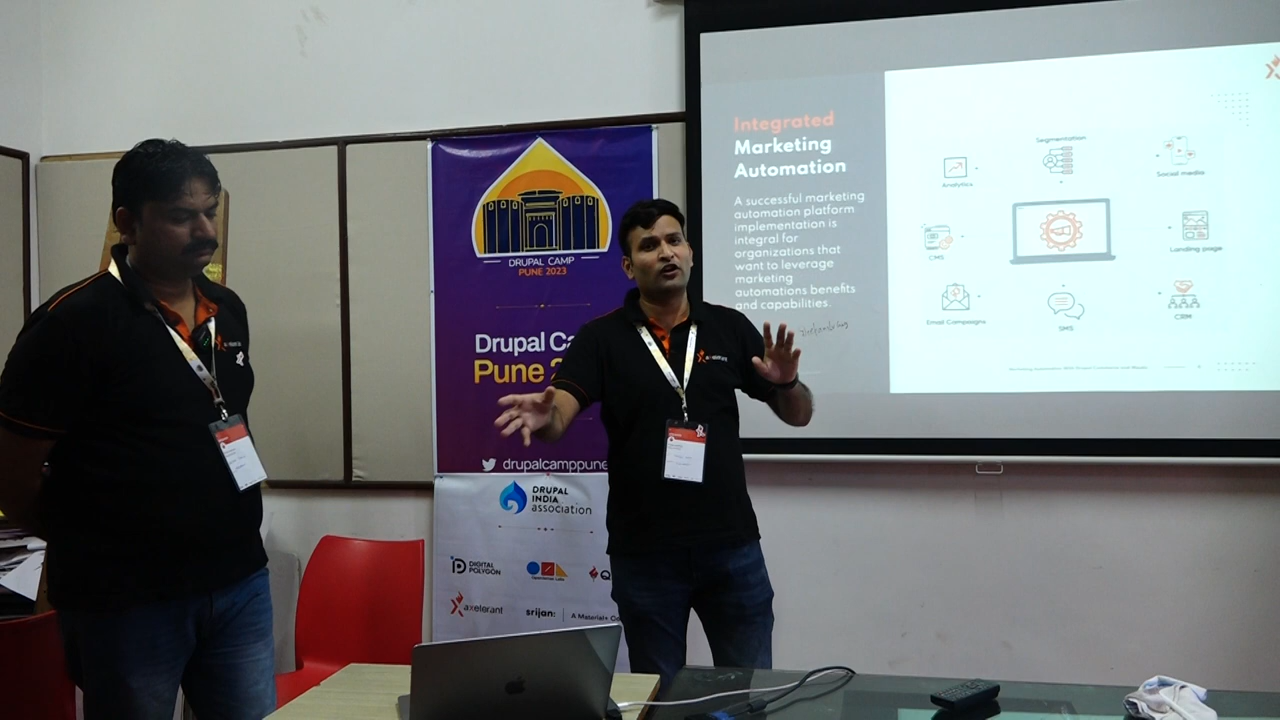 DRUPAL CAMP
PUNE 2023
Drupal Ca
Pune 2
drupalcamppune
DRUPAL
INDIA
association
DIGITAL
POLYGON
axelerant
srijan:
A Material+ Co
Integrated
Marketing
Automation
A successful marketing
automation platform
implementation is
integral for
organizations that
want to leverage
marketing
automations benefits
and capabilities.
Segmentation
Analytics
Social media
CMS
Landing page
Email Campaigns
SMS
CRM